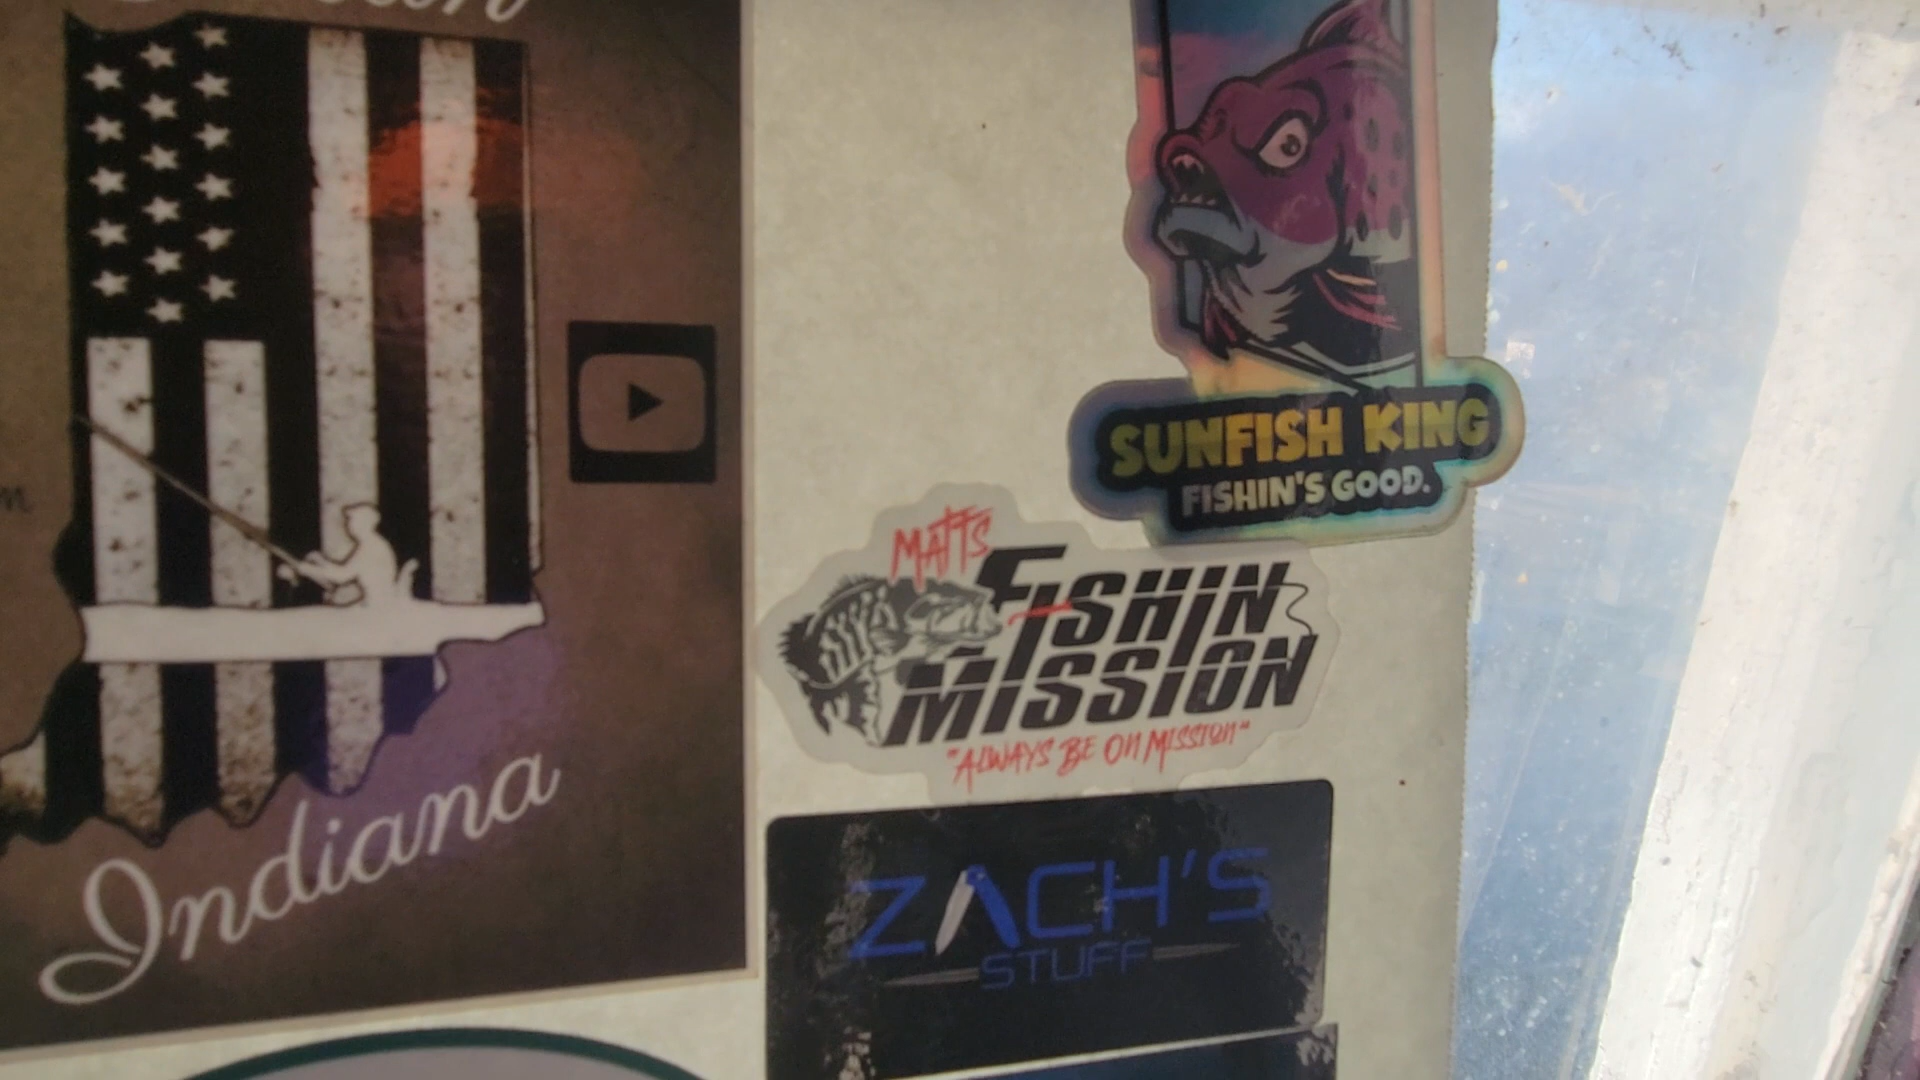 Indiana
SUNFISH KING
FISHIN'S GOOD.
MATTS
FISHIN
MISSION
"ALWAYS BE ON MISSION"
ZACH'S
STUFF